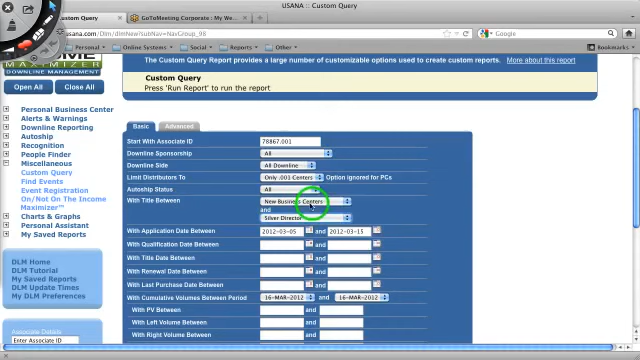 USANA :: Custom Query
Custom Query
GoToMeeting Corporate : My We...
usana.com/Dlm/dlmNew?subNav=NavGroup_98
Google
Personal
Online Systems
Social
Reports
Other
Bookmarks
MAXIMIZER
DOWNLINE MANAGEMENT
Open All
Close All
Personal Business Center
Alerts & Warnings
Downline Reporting
Autoship
Recognition
People Finder
Miscellaneous
Custom Query
Find Events
Event Registration
On/Not On The Income
Maximizer™
Charts & Graphs
Personal Assistant
My Saved Reports
DLM Home
DLM Tutorial
My Saved Reports
DLM Update Times
My DLM Preferences
Associate Details
Enter Associate ID
The Custom Query Report provides a large number of customizable options used to create custom reports. More about this report
Custom Query
Press 'Run Report' to run the report
Basic
Advanced
Start With Associate ID 78867.001
Downline Sponsorship All
Downline Side All Downline
Limit Distributors To Only .001 Centers Option ignored for PCs
Autoship Status All
With Title Between New Business Centers
and
Silver Director
With Application Date Between 2012-03-05 and 2012-03-15
With Qualification Date Between and
With Title Date Between and
With Renewal Date Between and
With Last Purchase Date Between and
With Cumulative Volumes Between Period 16-MAR-2012 and 16-MAR-2012
With PV Between and
With Left Volume Between and
With Right Volume Between and